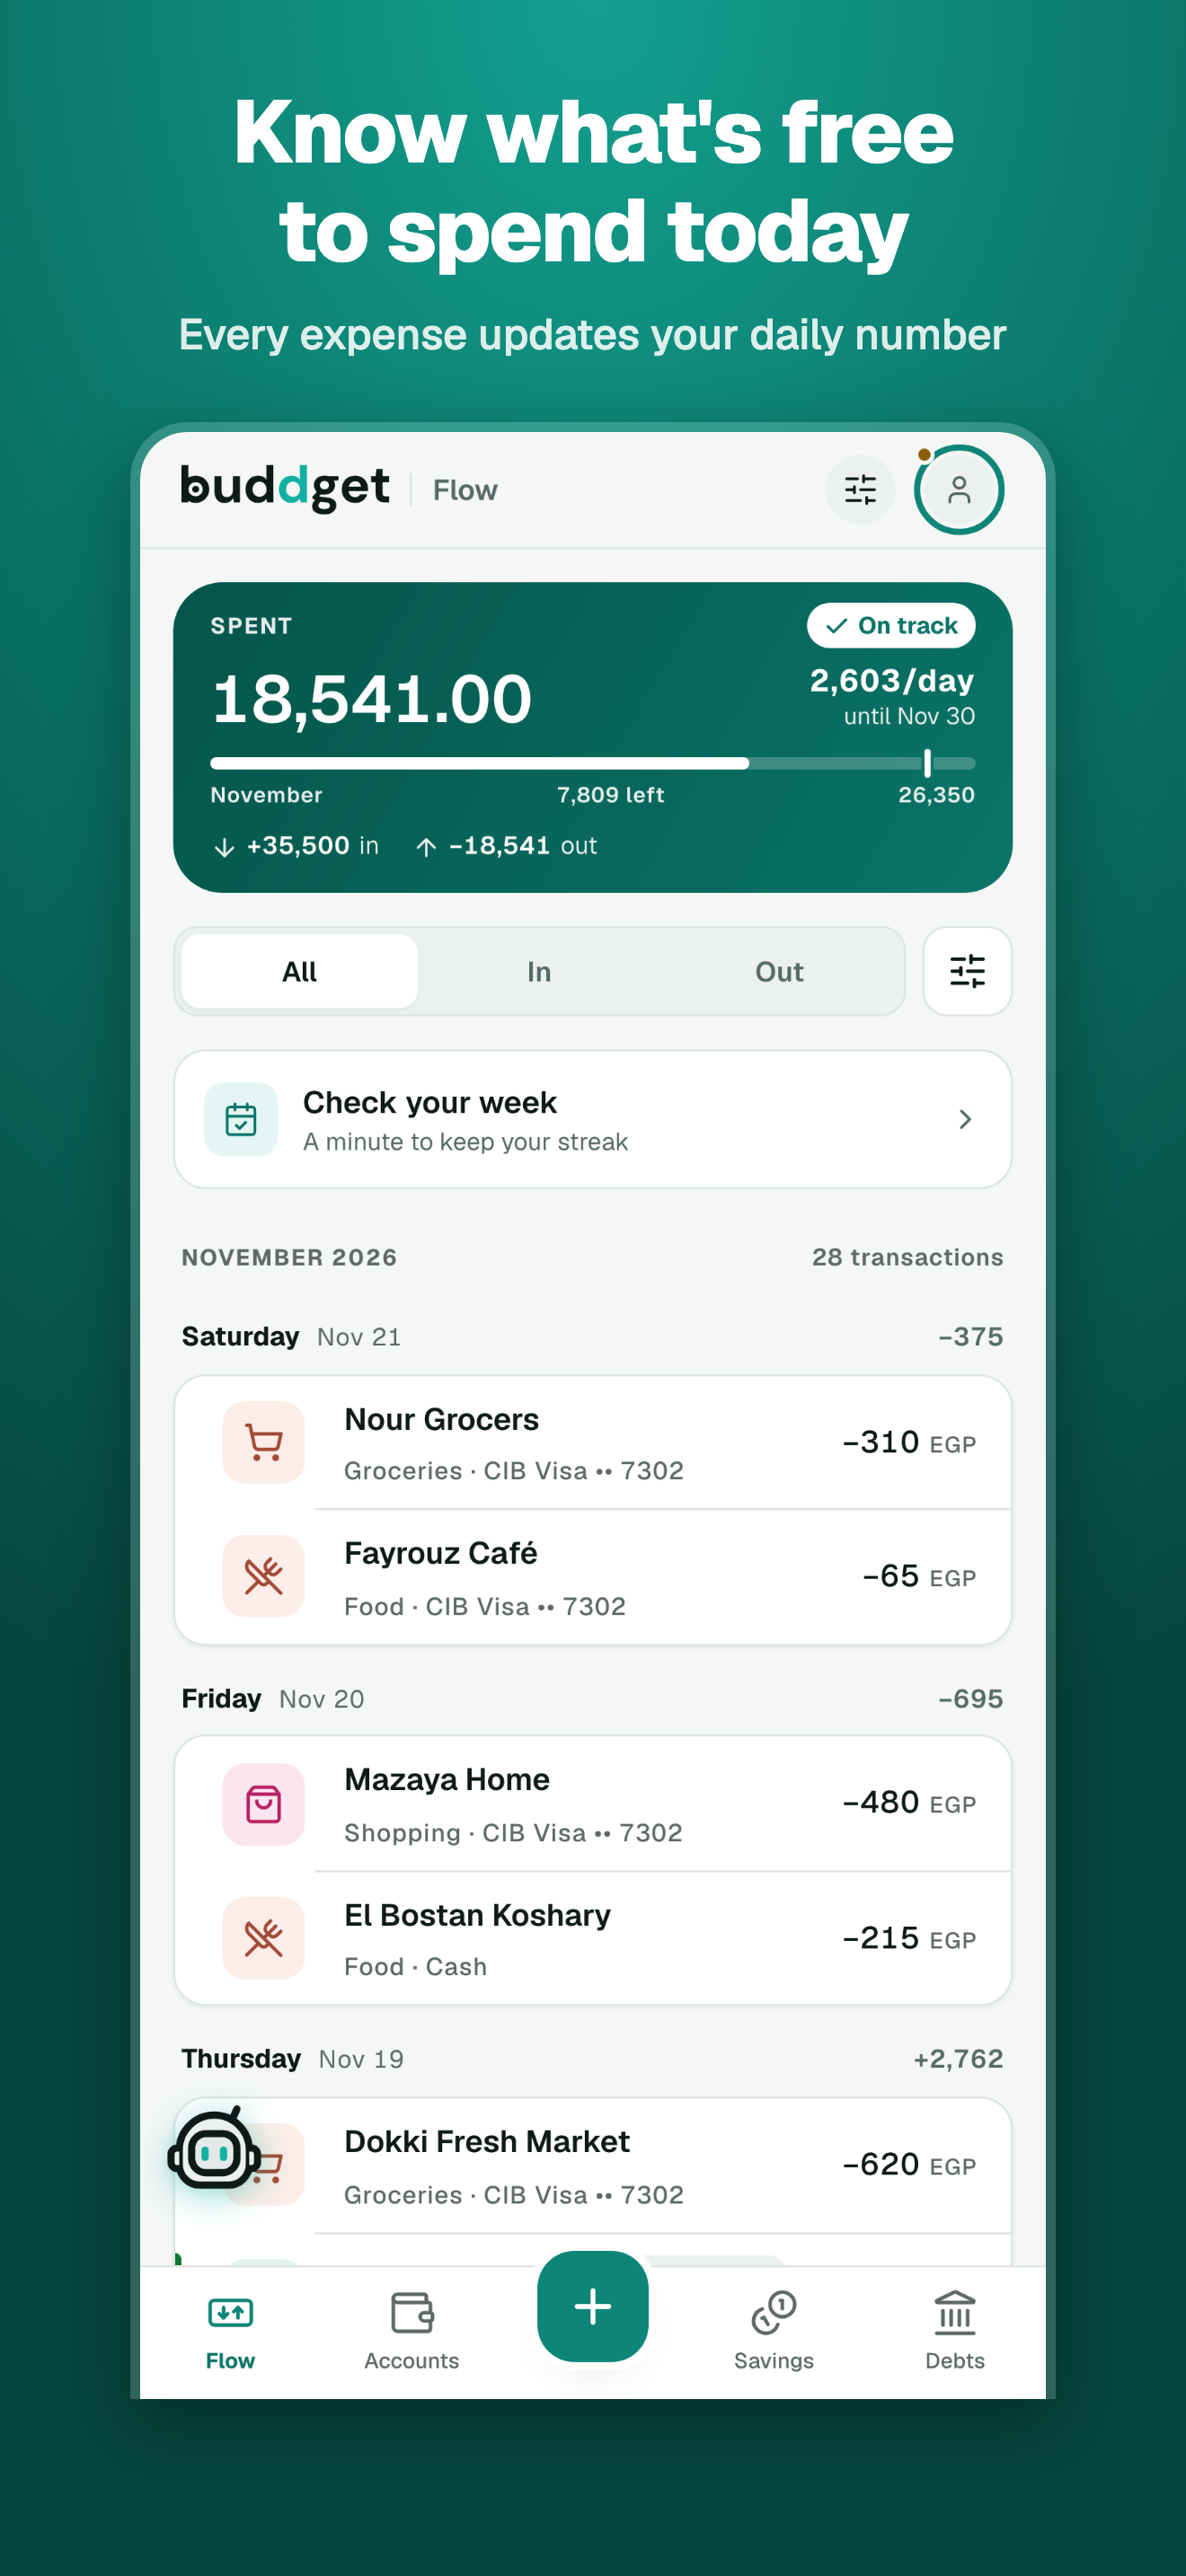 Know what's free
to spend today
Every expense updates your daily number
buddget | Flow
SPENT
On track
18,541.00
2,603/day
until Nov 30
November 7,809 left 26,350
+35,500 in −18,541 out
All In Out
Check your week
A minute to keep your streak
NOVEMBER 2026 28 transactions
Saturday Nov 21 −375
Nour Grocers
−310 EGP
Groceries · CIB Visa •• 7302
Fayrouz Café
−65 EGP
Food · CIB Visa •• 7302
Friday Nov 20 −695
Mazaya Home
−480 EGP
Shopping · CIB Visa •• 7302
El Bostan Koshary
−215 EGP
Food · Cash
Thursday Nov 19 +2,762
Dokki Fresh Market
−620 EGP
Groceries · CIB Visa •• 7302
Flow Accounts Savings Debts